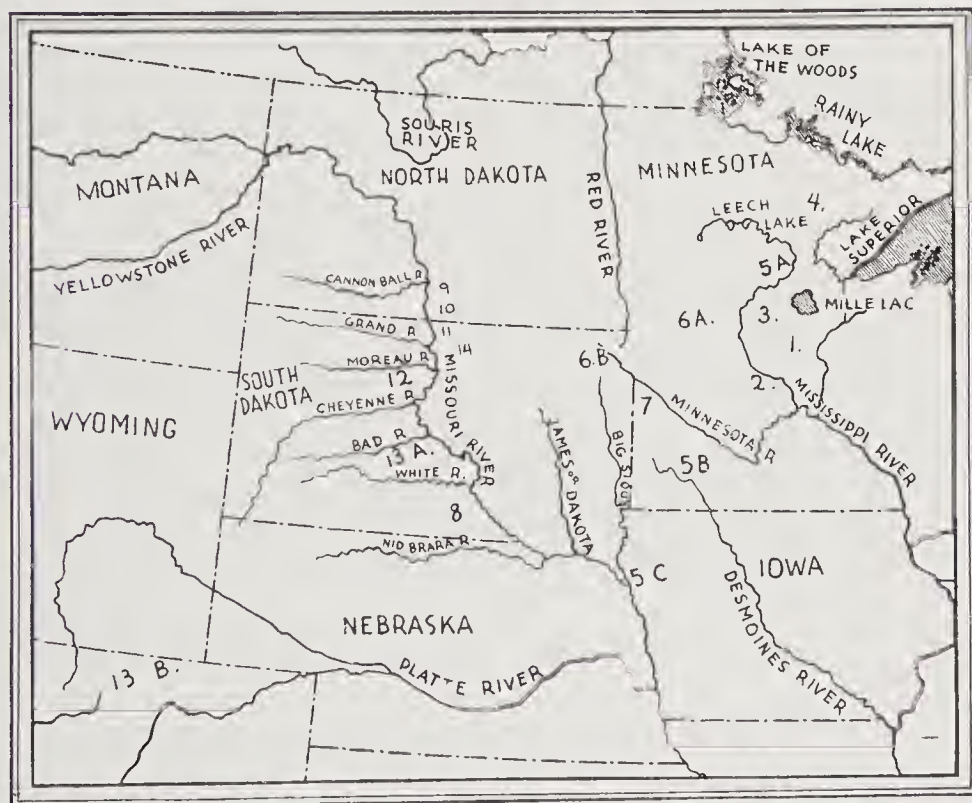 LAKE OF
THE WOODS
RAINY
LAKE
SOURIS
RIVER
NORTH DAKOTA
MINNESOTA
MONTANA
RED RIVER
LEECH
LAKE
4.
LAKE
SUPERIOR
YELLOWSTONE RIVER
CANNON BALL R
9
5A
MILLE LAC
10
6A.
3.
GRAND R
11
1.
MOREAU R
14
6.B
12
SOUTH
DAKOTA
2.
CHEYENNE R
MISSOURI RIVER
7
MINNESOTA R
MISSISSIPPI RIVER
WYOMING
BAD R
13 A.
WHITE R.
JAMES OR DAKOTA
BIG SIOUX
5B
8
NIOBRARA R
5 C
IOWA
DESMOINES RIVER
NEBRASKA
PLATTE RIVER
13 B.